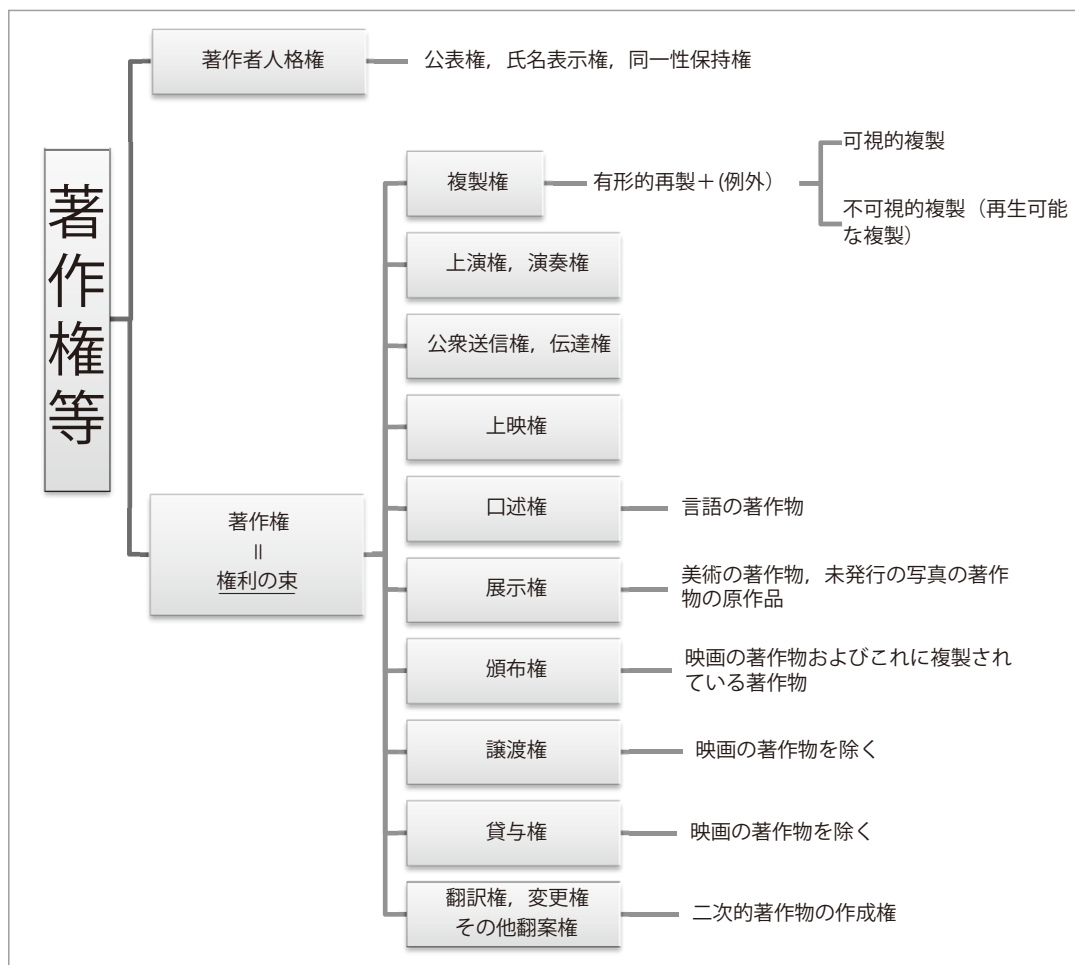 著作権等
著作者人格権
公表権，氏名表示権，同一性保持権
著作権
॥
権利の束
複製権
有形的再製＋(例外）
可視的複製
不可視的複製（再生可能
な複製）
上演権，演奏権
公衆送信権，伝達権
上映権
口述権
言語の著作物
展示権
美術の著作物，未発行の写真の著作
物の原作品
頒布権
映画の著作物およびこれに複製され
ている著作物
譲渡権
映画の著作物を除く
貸与権
映画の著作物を除く
翻訳権，変更権
その他翻案権
二次的著作物の作成権